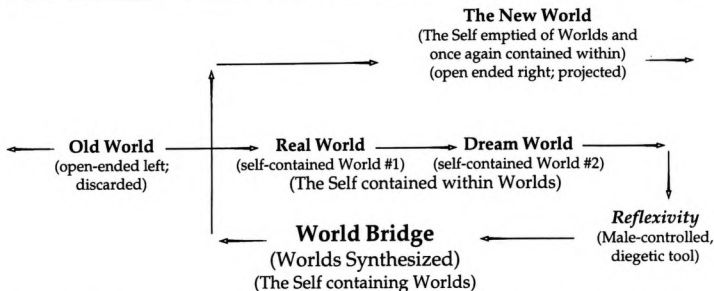 The New World
(The Self emptied of Worlds and
once again contained within)
(open ended right; projected)
Old World
(open-ended left;
discarded)
Real World
(self-contained World #1)
Dream World
(self-contained World #2)
(The Self contained within Worlds)
Reflexivity
(Male-controlled,
diegetic tool)
World Bridge
(Worlds Synthesized)
(The Self containing Worlds)